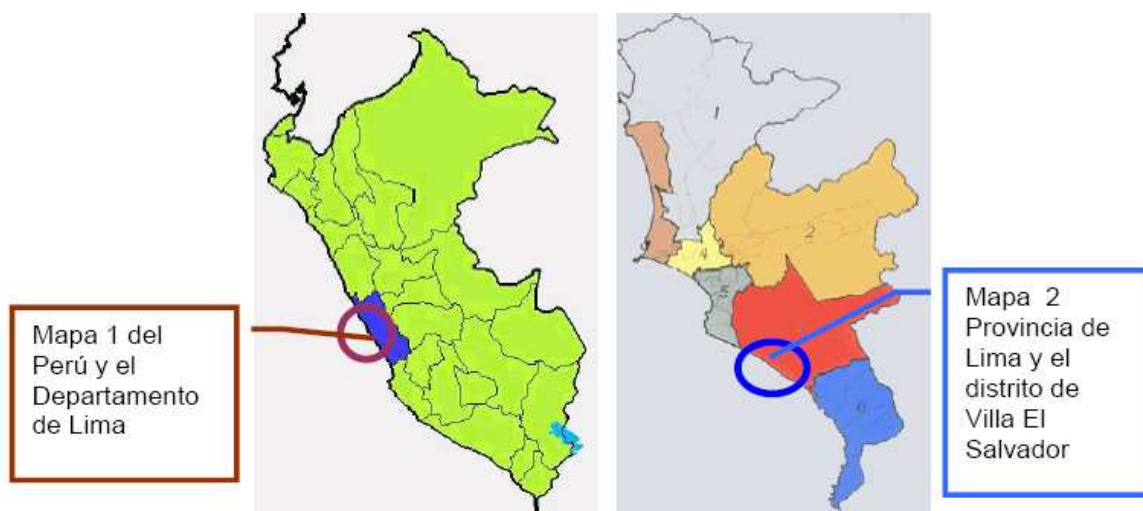 Mapa 1 del
Perú y el
Departamento
de Lima
1
2
4
5
6
Mapa 2
Provincia de
Lima y el
distrito de
Villa El
Salvador